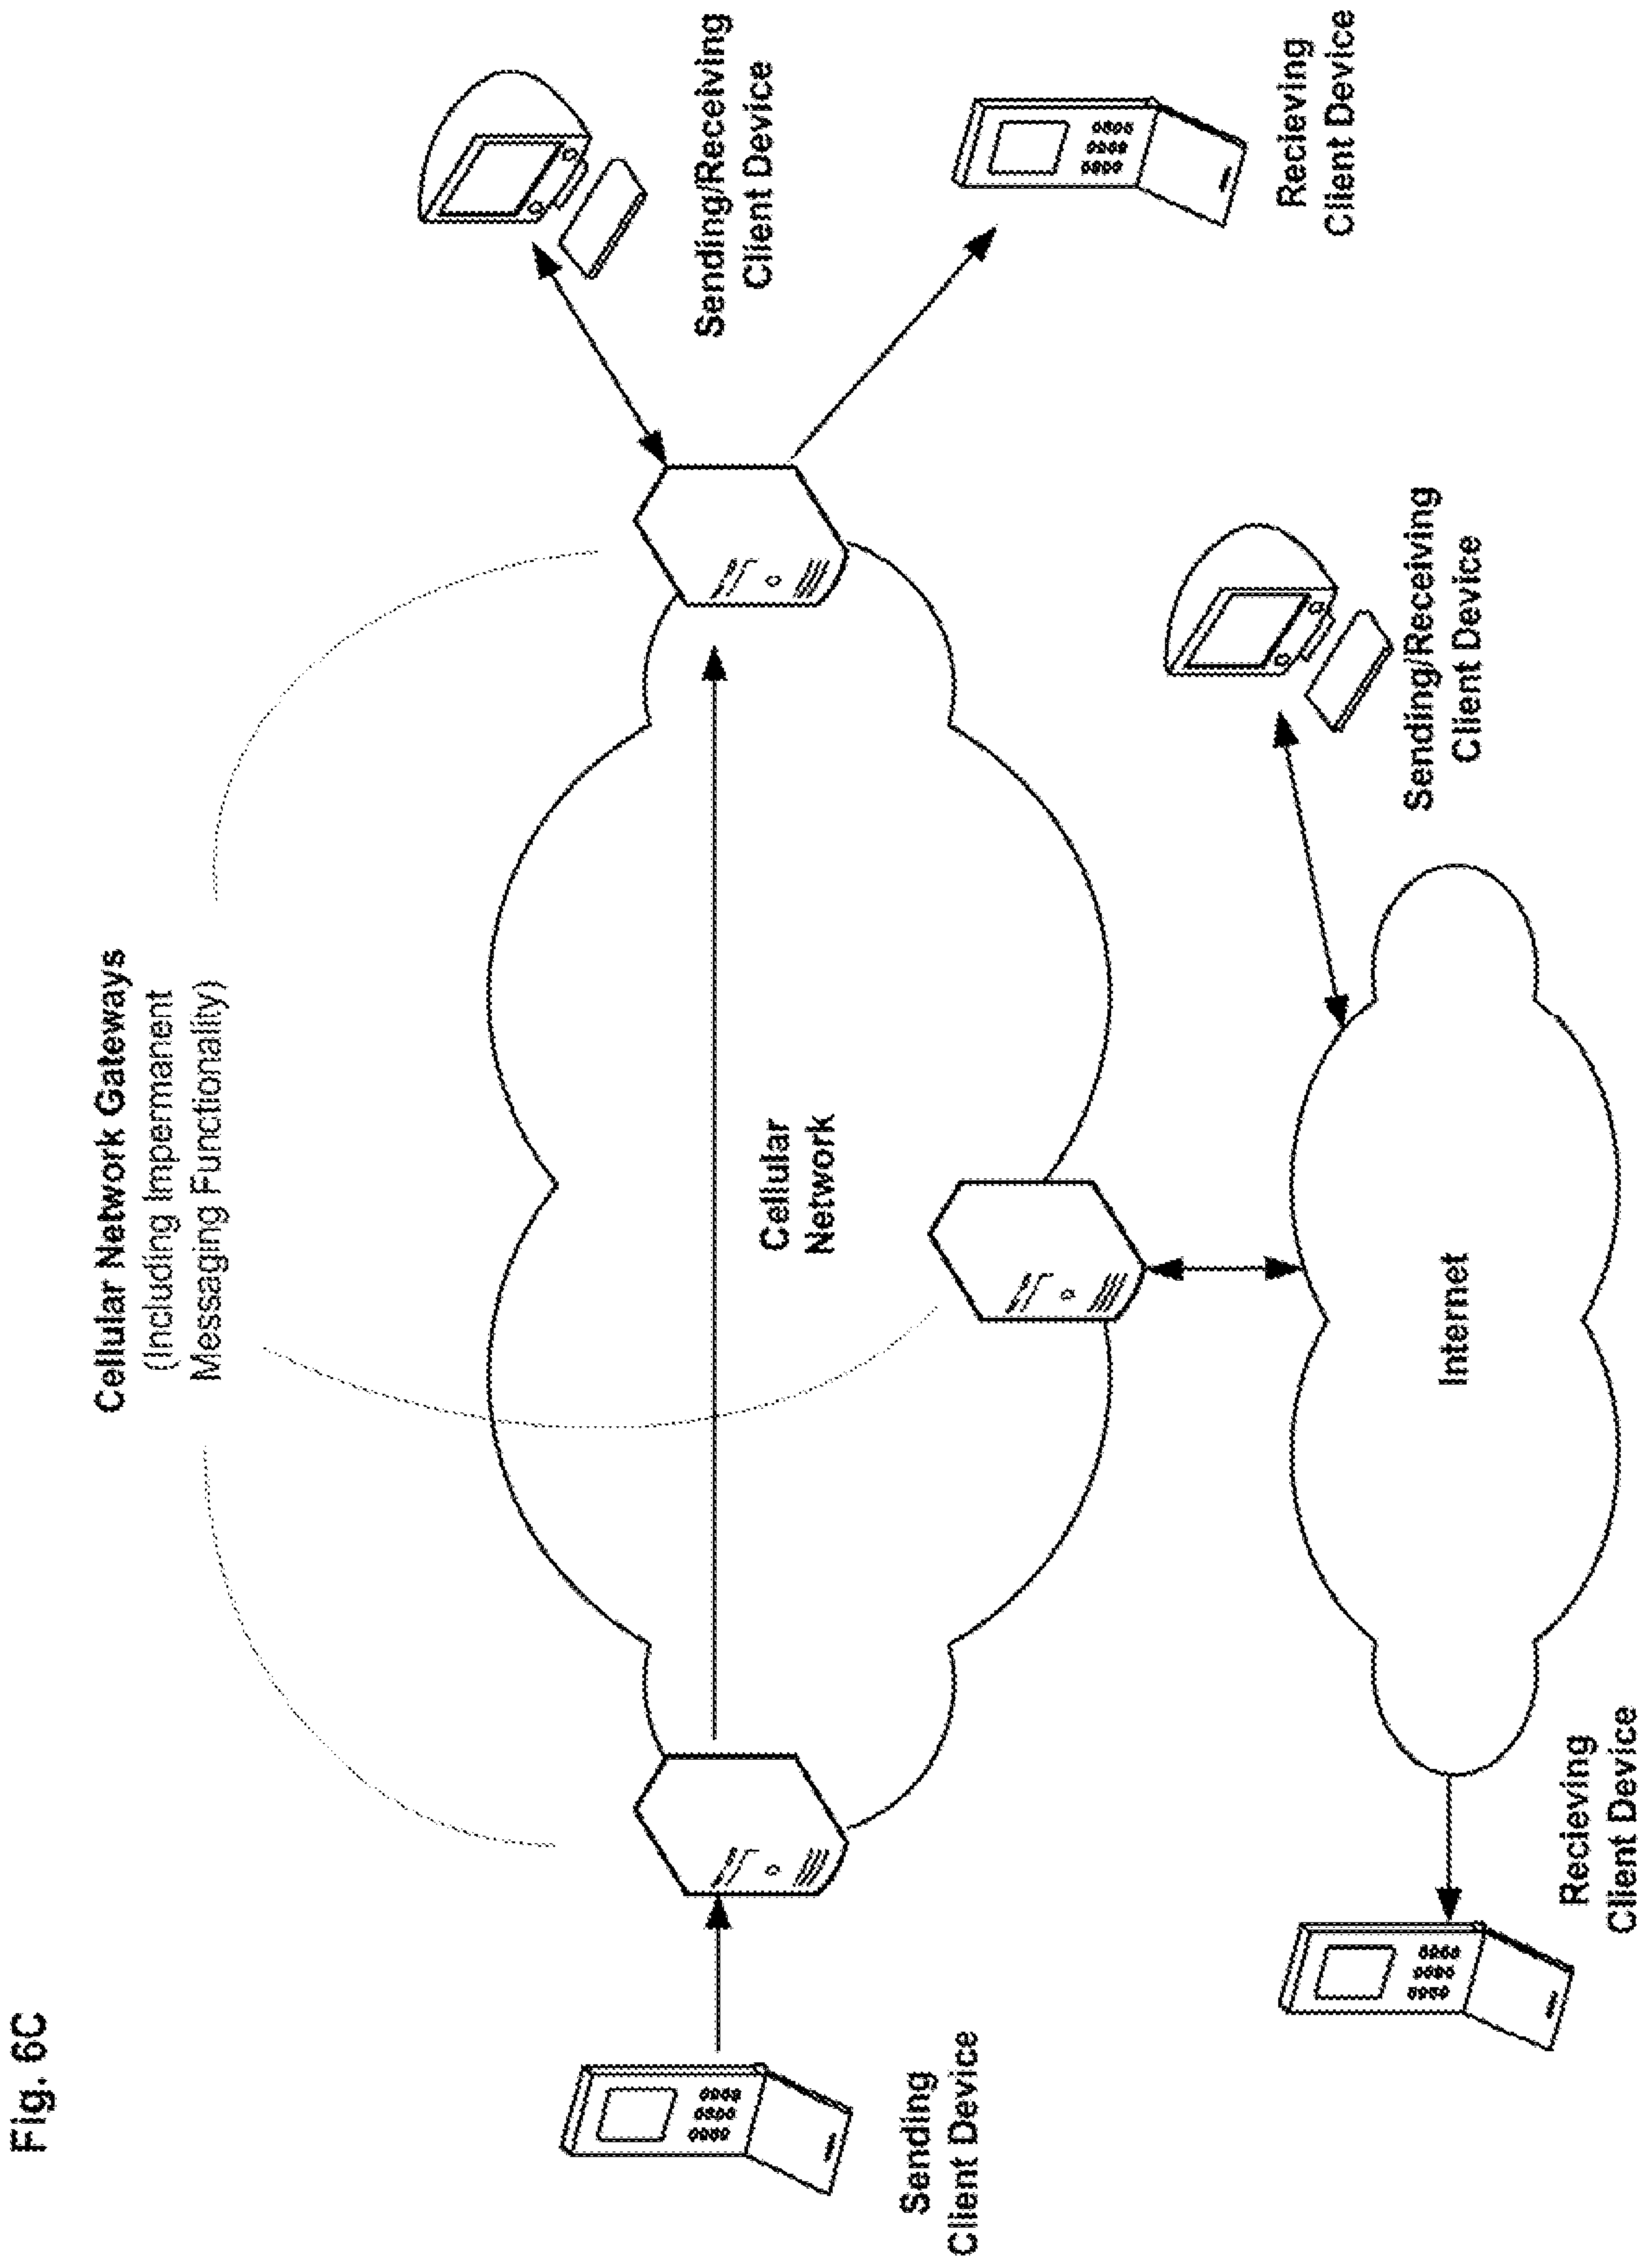 Fig. 6C
Cellular Network Gateways
(Including Impermanent
Messaging Functionality)
Sending/Receiving
Client Device
Cellular
Network
Sending
Client Device
Recieving
Client Device
Sending/Receiving
Client Device
Internet
Recieving
Client Device